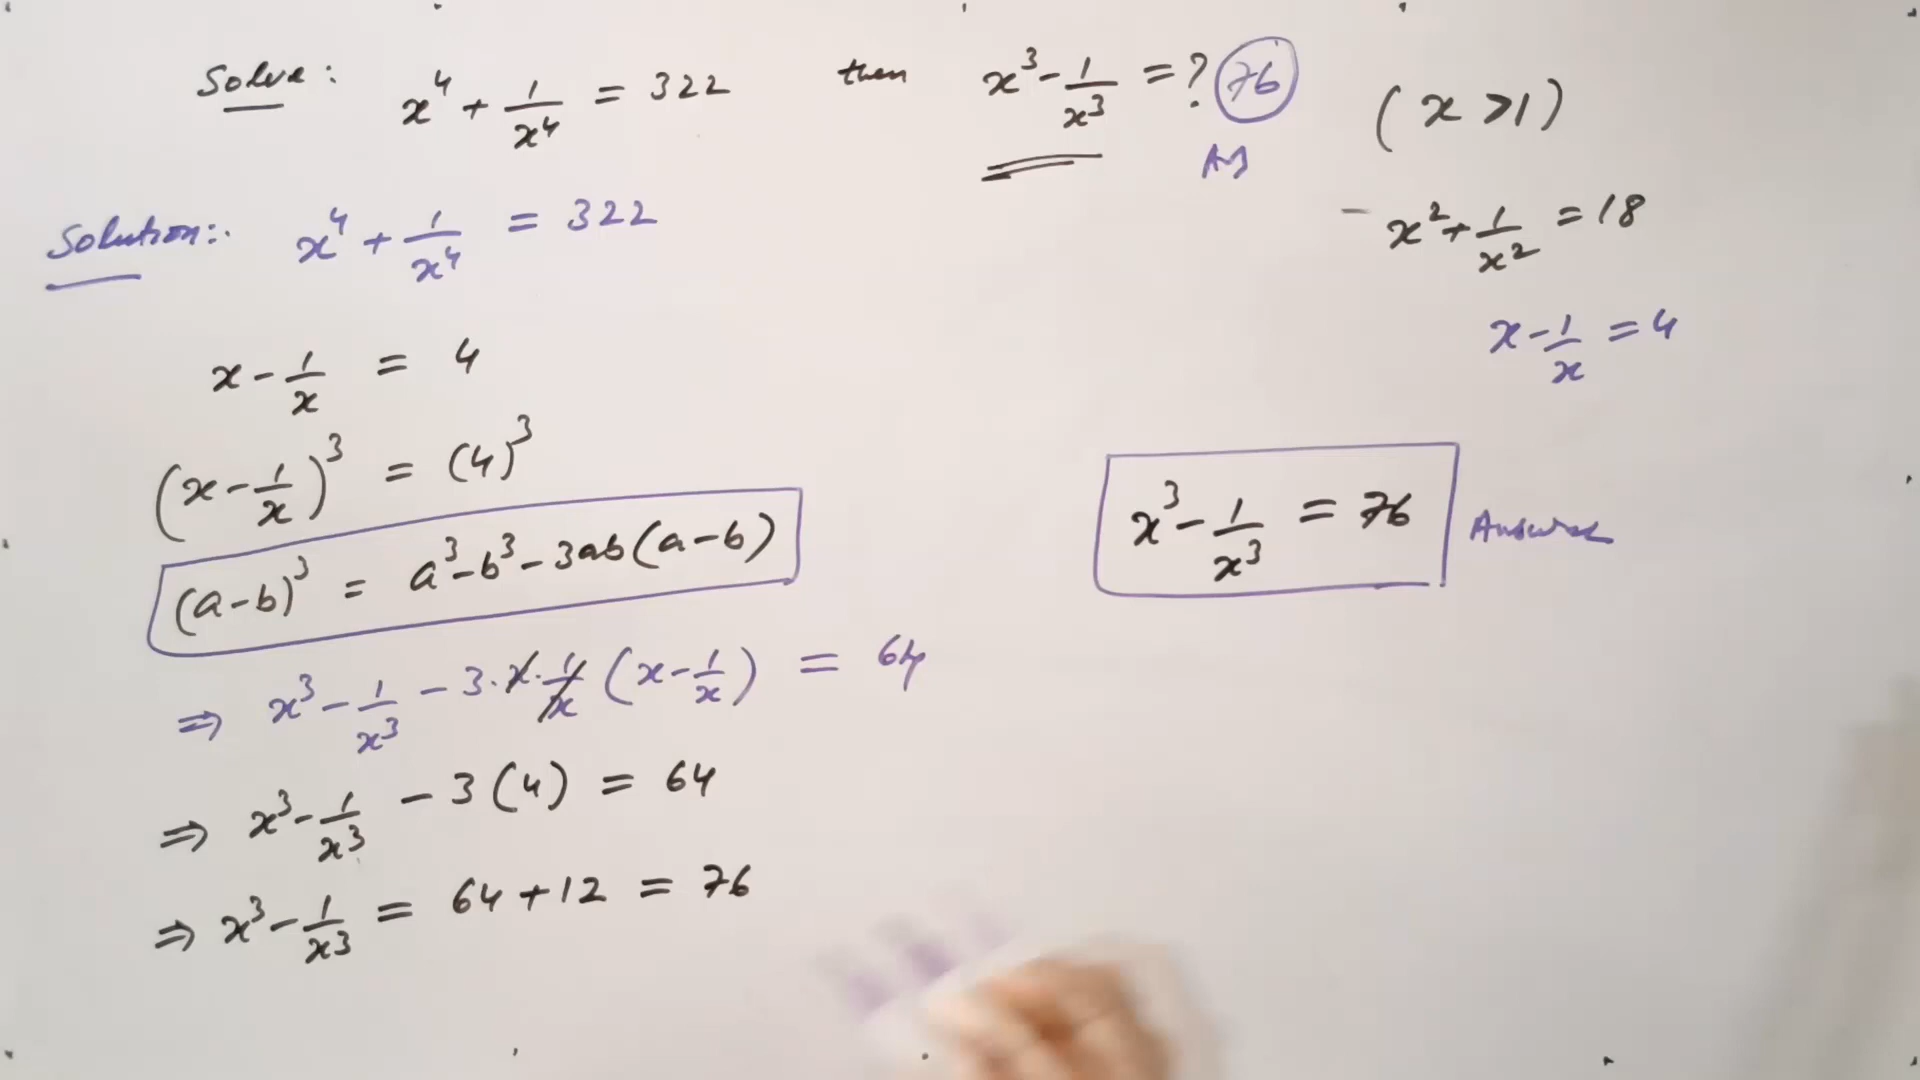 Solve: x⁴ + 1/x⁴ = 322 then x³ - 1/x³ = ? 76 (x > 1)
Ans
Solution:. x⁴ + 1/x⁴ = 322
- x² + 1/x² = 18
x - 1/x = 4
x - 1/x = 4
(x - 1/x)³ = (4)³
(a-b)³ = a³-b³-3ab(a-b)
⇒ x³ - 1/x³ - 3.x.1/x (x - 1/x) = 64
⇒ x³ - 1/x³ - 3(4) = 64
⇒ x³ - 1/x³ = 64 + 12 = 76
x³ - 1/x³ = 76 Answer